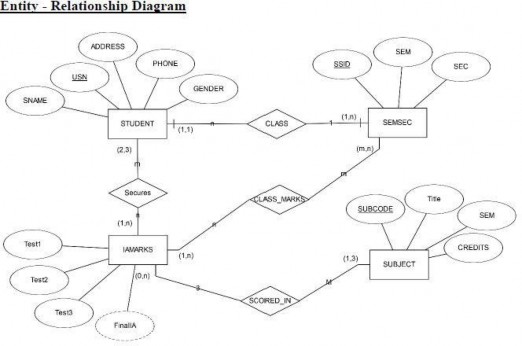 Entity - Relationship Diagram
ADDRESS
SEM
USN
PHONE
SSID
SEC
SNAME
GENDER
STUDENT
n
CLASS
1
(1,n)
SEMSEC
(1,1)
(2,3)
(m,n)
m
m
Secures
CLASS_MARKS
n
(1,n)
n
SUBCODE
Title
SEM
Test1
IAMARKS
(1,n)
CREDITS
(0,n)
(1,3)
SUBJECT
Test2
3
M
SCOIRED_IN
Test3
FinalIA